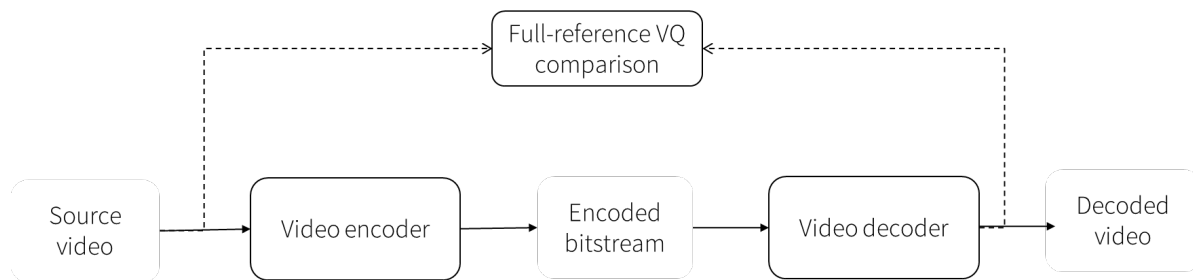 Full-reference VQ
comparison
Source
video
Video encoder
Encoded
bitstream
Video decoder
Decoded
video